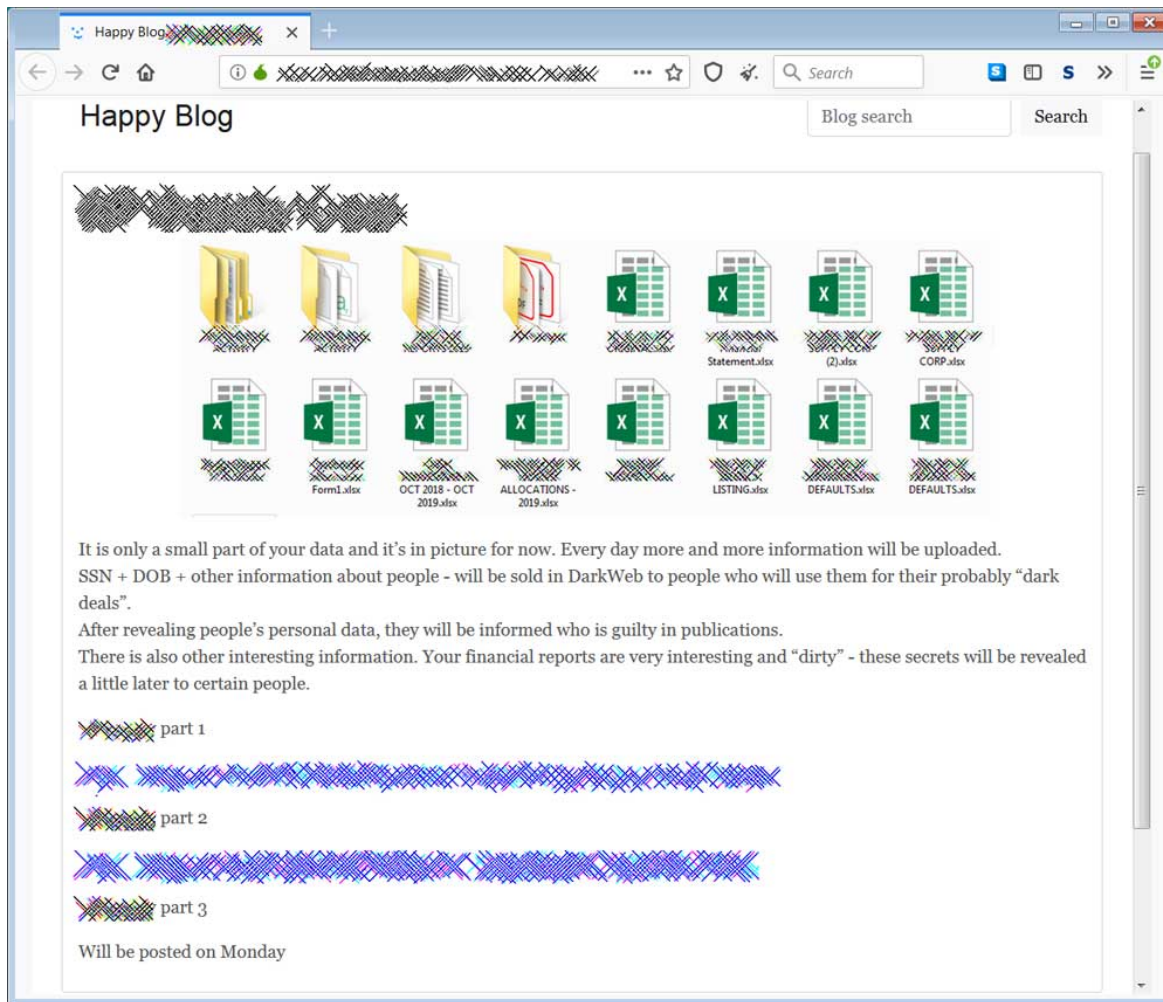 Happy Blog
Search
Happy Blog
Blog search
Search
Statement.xlsx
(2).xlsx
CORP.xlsx
Form1.xlsx
OCT 2018 - OCT
2019.xlsx
ALLOCATIONS -
2019.xlsx
LISTING.xlsx
DEFAULTS.xlsx
DEFAULTS.xlsx
It is only a small part of your data and it's in picture for now. Every day more and more information will be uploaded.
SSN + DOB + other information about people - will be sold in DarkWeb to people who will use them for their probably “dark
deals”.
After revealing people's personal data, they will be informed who is guilty in publications.
There is also other interesting information. Your financial reports are very interesting and “dirty” - these secrets will be revealed
a little later to certain people.
part 1
part 2
part 3
Will be posted on Monday